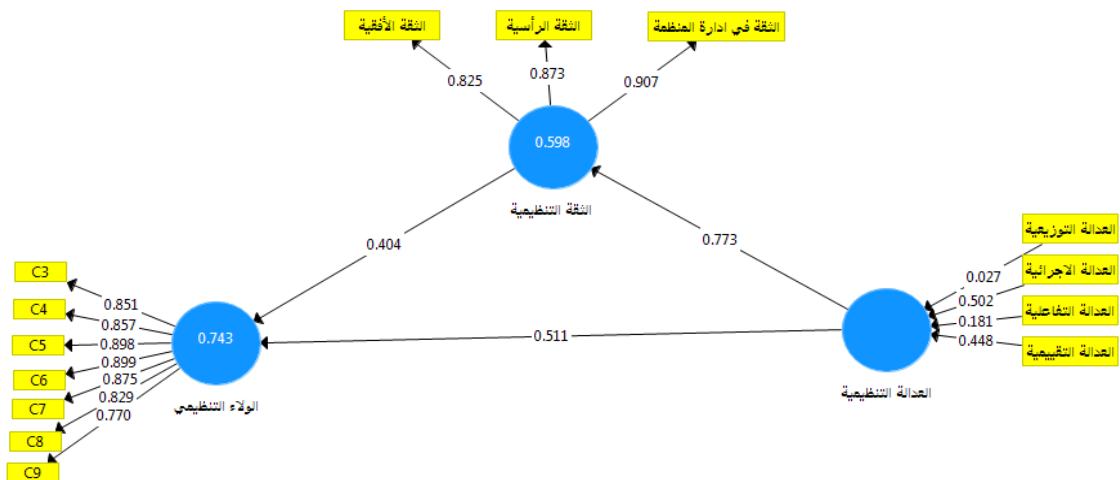 الثقة في ادارة المنظمة
الثقة الرأسية
الثقة الأفقية
0.907
0.873
0.825
0.598
الثقة التنظيمية
0.773
0.404
العدالة التوزيعية
العدالة الاجرائية
العدالة التفاعلية
العدالة التقييمية
0.027
0.502
0.181
0.448
العدالة التنظيمية
0.511
0.743
الولاء التنظيمي
0.851
0.857
0.898
0.899
0.875
0.829
0.770
C3
C4
C5
C6
C7
C8
C9